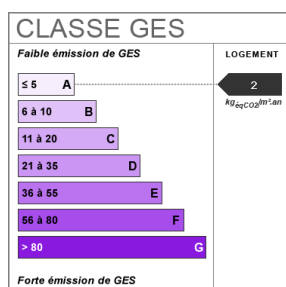 CLASSE GES
Faible émission de GES
LOGEMENT
≤ 5 A
2
kgéqCO2/m².an
6 à 10 B
11 à 20 C
21 à 35 D
36 à 55 E
56 à 80 F
> 80 G
Forte émission de GES